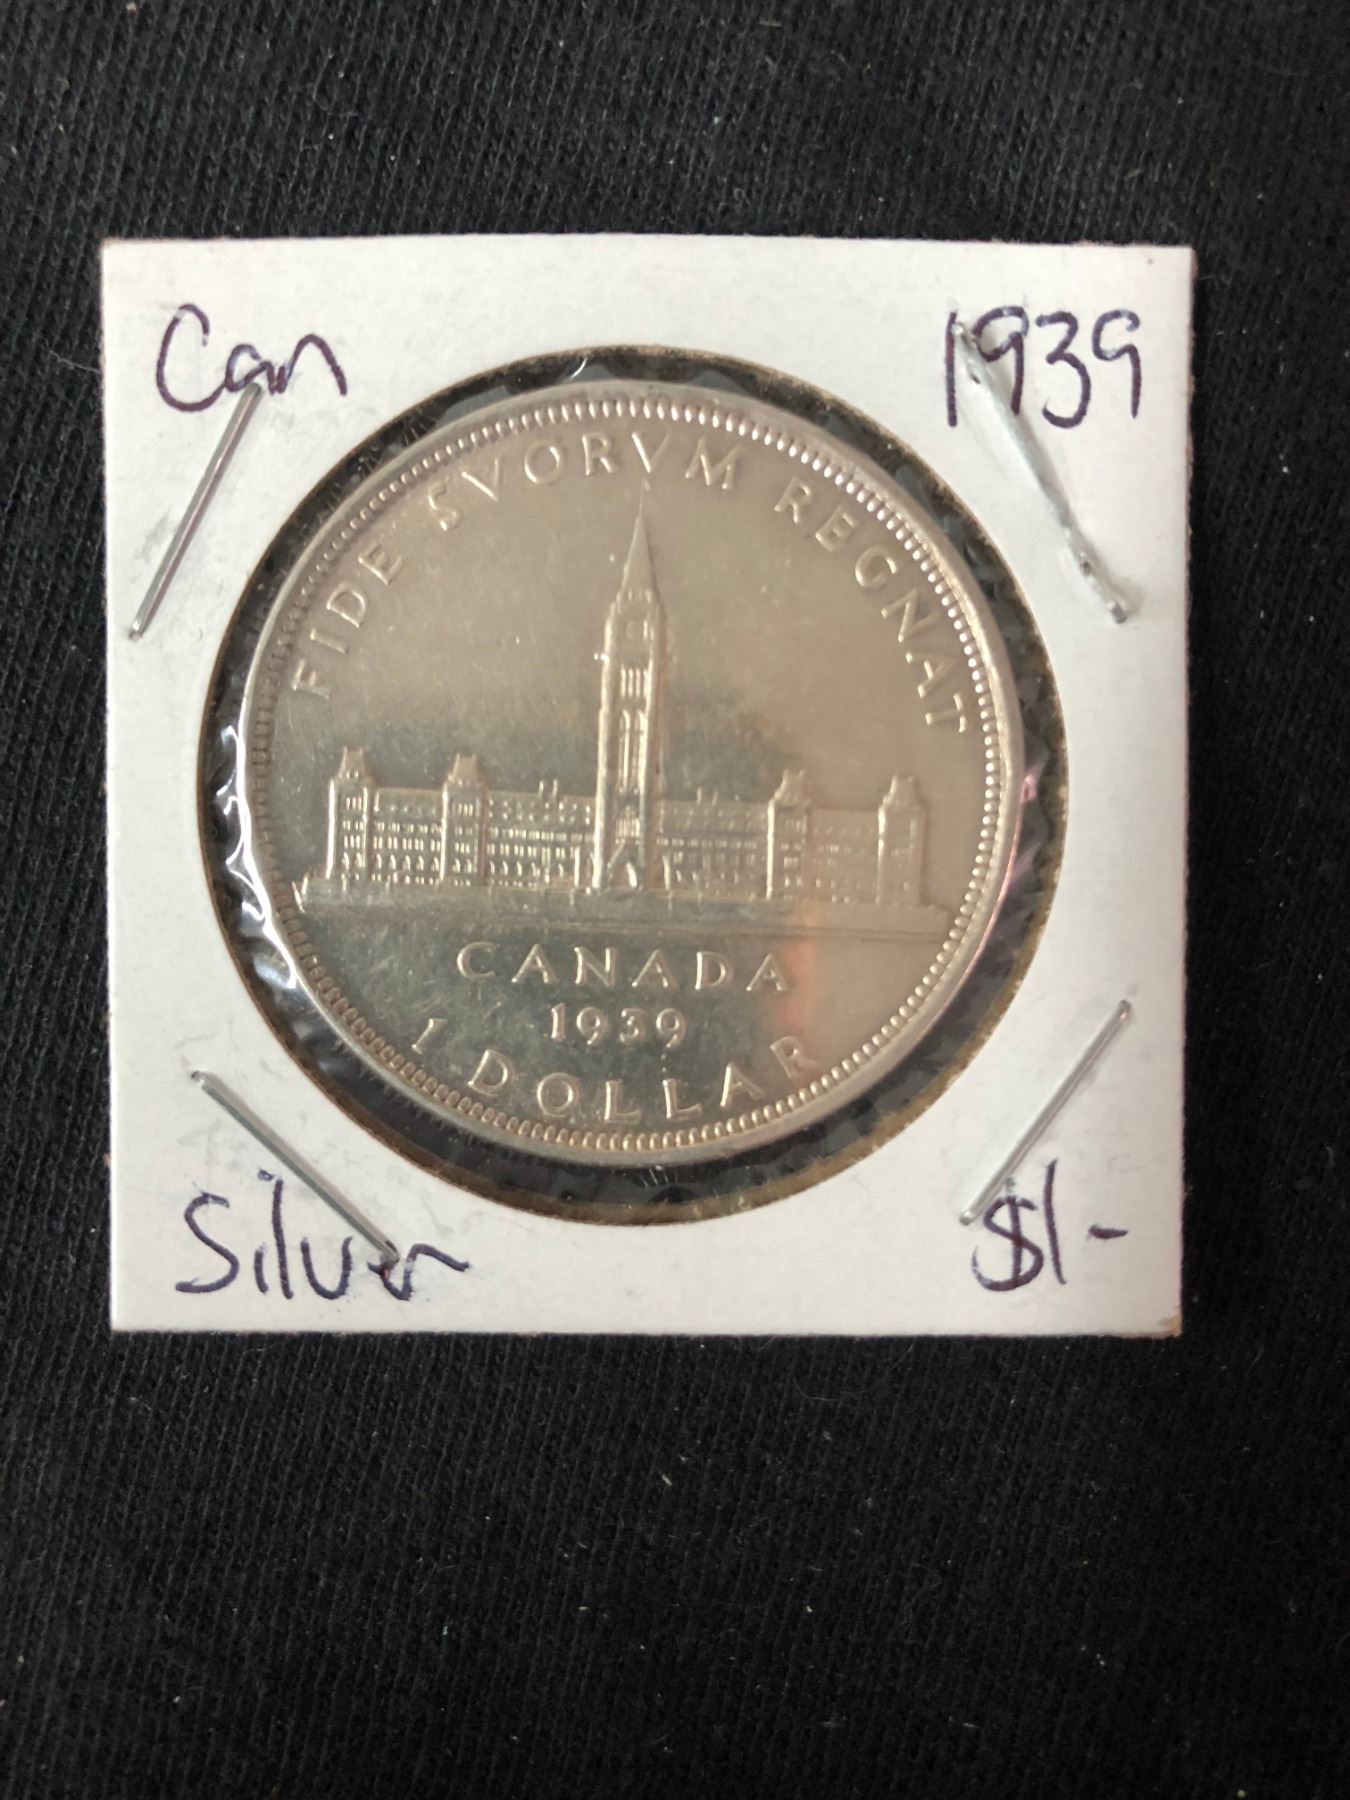 Can
1939
FIDE SVORVM REGNAT
CANADA
1939
1 DOLLAR
Silver
$1-